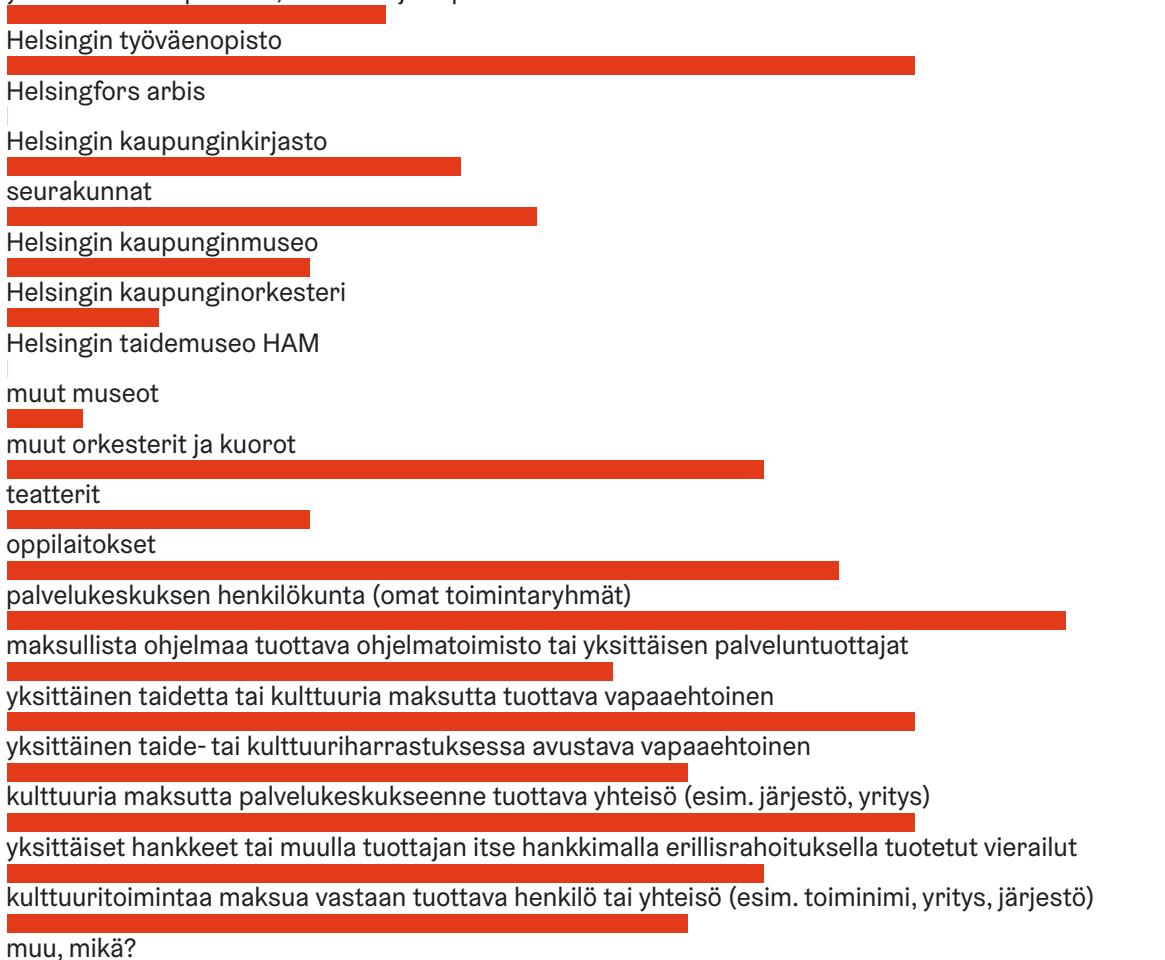 Helsingin työväenopisto
Helsingfors arbis
Helsingin kaupunginkirjasto
seurakunnat
Helsingin kaupunginmuseo
Helsingin kaupunginorkesteri
Helsingin taidemuseo HAM
muut museot
muut orkesterit ja kuorot
teatterit
oppilaitokset
palvelukeskuksen henkilökunta (omat toimintaryhmät)
maksullista ohjelmaa tuottava ohjelmatoimisto tai yksittäisen palveluntuottajat
yksittäinen taidetta tai kulttuuria maksutta tuottava vapaaehtoinen
yksittäinen taide- tai kulttuuriharrastuksessa avustava vapaaehtoinen
kulttuuria maksutta palvelukeskukseenne tuottava yhteisö (esim. järjestö, yritys)
yksittäiset hankkeet tai muulla tuottajan itse hankkimalla erillisrahoituksella tuotetut vierailut
kulttuuritoimintaa maksua vastaan tuottava henkilö tai yhteisö (esim. toiminimi, yritys, järjestö)
muu, mikä?